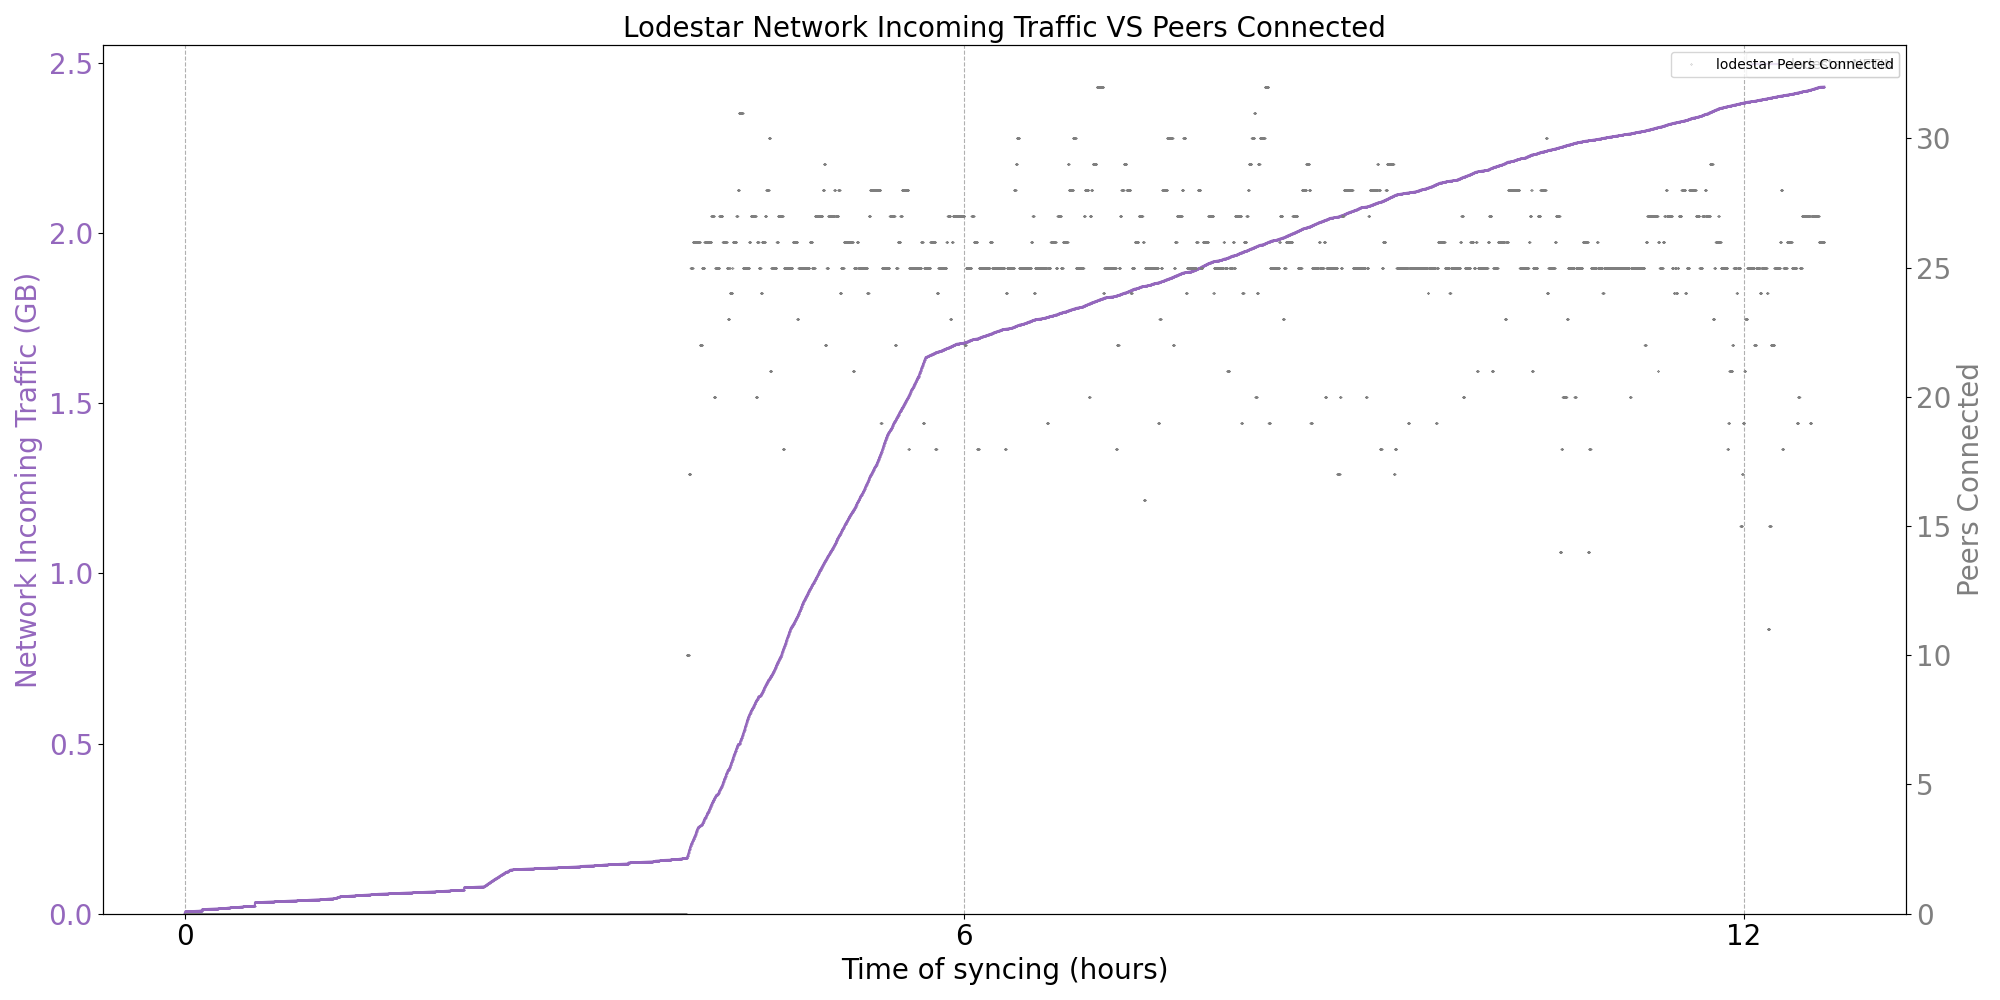 Lodestar Network Incoming Traffic VS Peers Connected
lodestar Peers Connected
2.5
2.0
1.5
1.0
0.5
0.0
Network Incoming Traffic (GB)
30
25
20
15
10
5
0
Peers Connected
0 6 12
Time of syncing (hours)